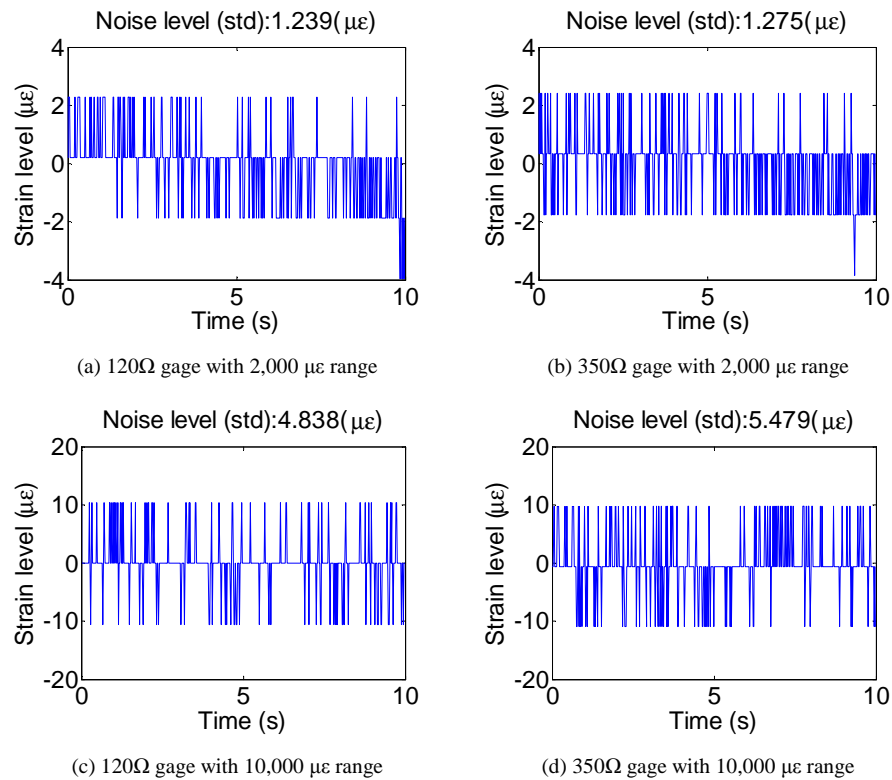 Noise level (std):1.239(με)
Strain level (με)
4
2
0
-2
-4
0 5 10
Time (s)
(a) 120Ω gage with 2,000 με range
Noise level (std):1.275(με)
Strain level (με)
4
2
0
-2
-4
0 5 10
Time (s)
(b) 350Ω gage with 2,000 με range
Noise level (std):4.838(με)
Strain level (με)
20
10
0
-10
-20
0 5 10
Time (s)
(c) 120Ω gage with 10,000 με range
Noise level (std):5.479(με)
Strain level (με)
20
10
0
-10
-20
0 5 10
Time (s)
(d) 350Ω gage with 10,000 με range